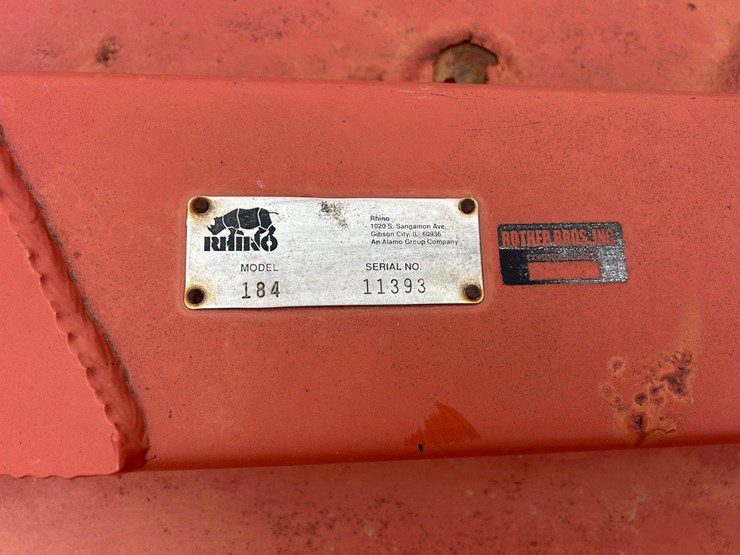 RHINO
Rhino
1020 S. Sangamon Ave.
Gibson City, IL 60936
An Alamo Group Company
MODEL
184
SERIAL NO.
11393
ROTHER BROS. INC